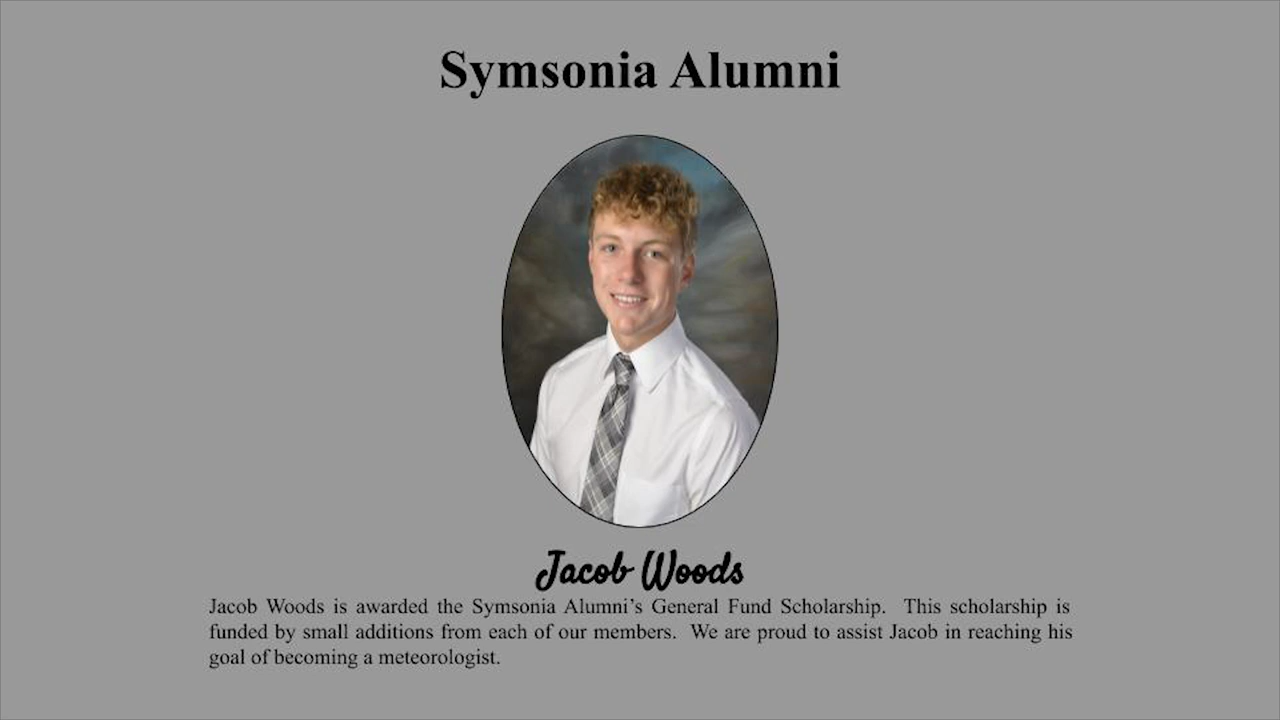 Symsonia Alumni
Jacob Woods
Jacob Woods is awarded the Symsonia Alumni’s General Fund Scholarship. This scholarship is
funded by small additions from each of our members. We are proud to assist Jacob in reaching his
goal of becoming a meteorologist.